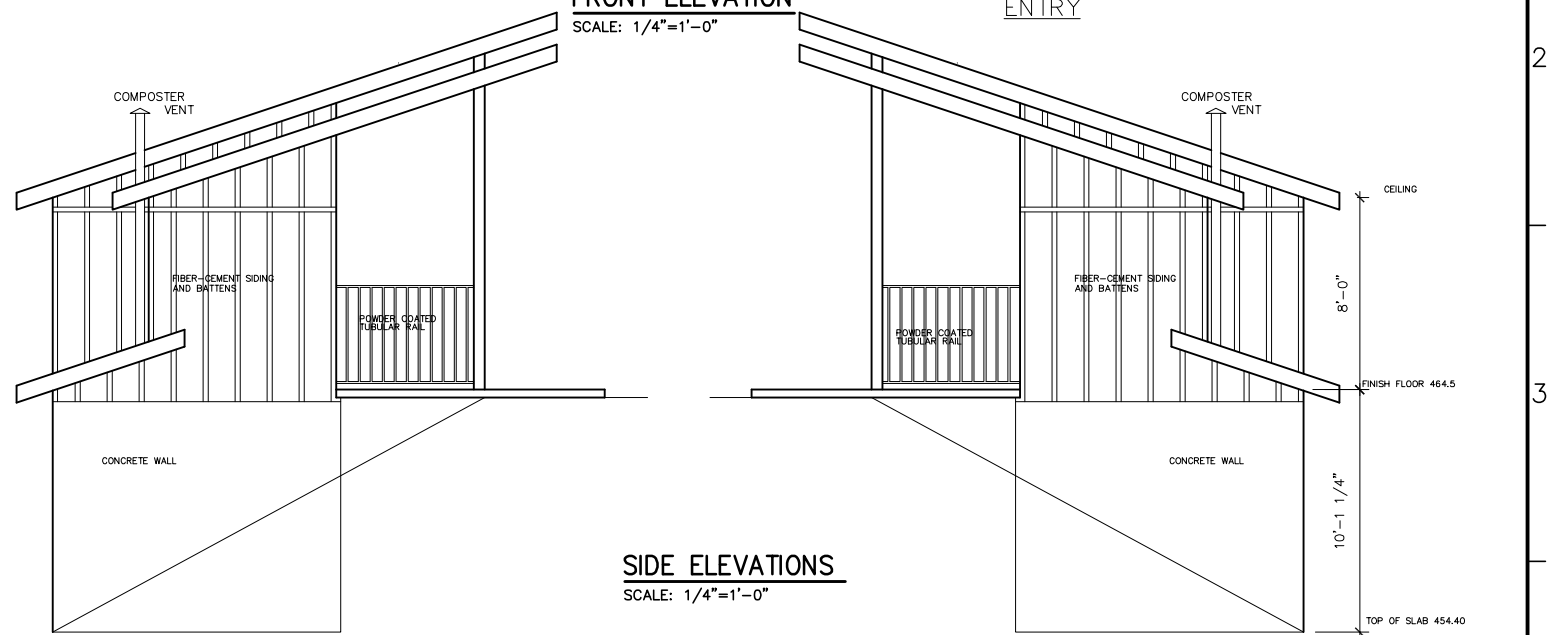 FRONT ELEVATION
SCALE: 1/4"=1'-0"
ENTRY
2
COMPOSTER
VENT
COMPOSTER
VENT
CEILING
FIBER-CEMENT SIDING
AND BATTENS
FIBER-CEMENT SIDING
AND BATTENS
8'-0"
POWDER COATED
TUBULAR RAIL
POWDER COATED
TUBULAR RAIL
FINISH FLOOR 464.5
3
CONCRETE WALL
CONCRETE WALL
10'-1 1/4"
SIDE ELEVATIONS
SCALE: 1/4"=1'-0"
TOP OF SLAB 454.40